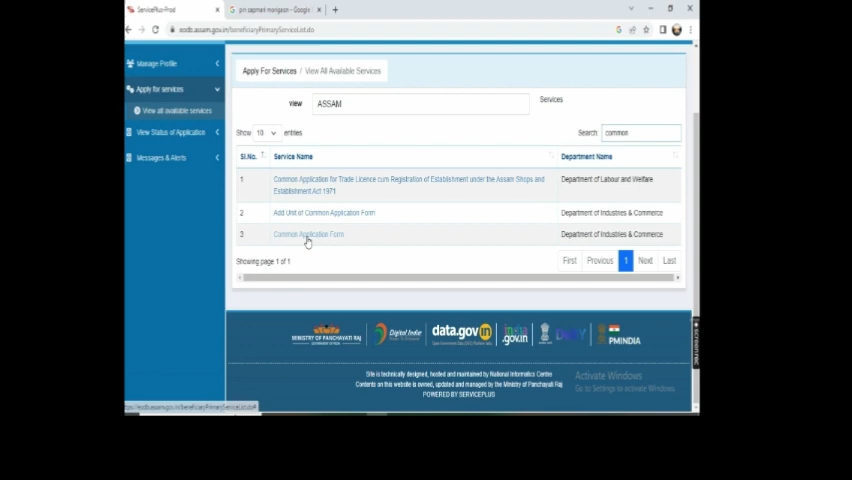 ServicePlus-Prod
pin sapmari morigaon - Google
eodb.assam.gov.in/beneficiaryPrimaryServiceList.do
Manage Profile
Apply for services
View all available services
View Status of Application
Messages & Alerts
Apply For Services / View All Available Services
view ASSAM Services
Show 10 entries Search: common
Sl.No. Service Name Department Name
1 Common Application for Trade Licence cum Registration of Establishment under the Assam Shops and Department of Labour and Welfare
Establishment Act 1971
2 Add Unit of Common Application Form Department of Industries & Commerce
3 Common Application Form Department of Industries & Commerce
Showing page 1 of 1 First Previous 1 Next Last
MINISTRY OF PANCHAYATI RAJ
Digital India
data.gov.in
india.gov.in
PMINDIA
Site is technically designed, hosted and maintained by National Informatics Centre
Contents on this website is owned, updated and managed by the Ministry of Panchayati Raj
POWERED BY SERVICEPLUS
Activate Windows
Go to Settings to activate Windows.